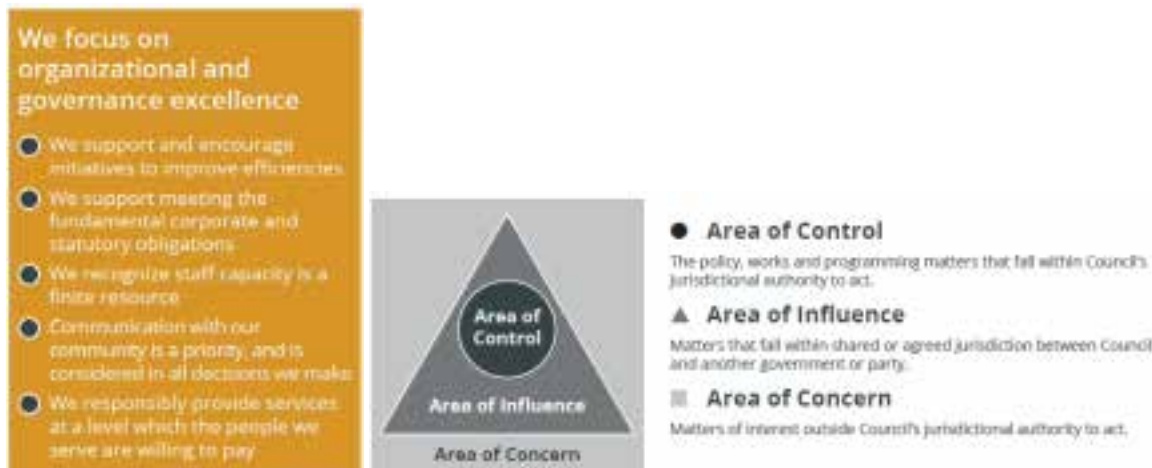 We focus on
organizational and
governance excellence
We support and encourage
initiatives to improve efficiencies
We support meeting the
fundamental corporate and
statutory obligations
We recognize staff capacity is a
finite resource
Communication with our
community is a priority, and is
considered in all decisions we make
We responsibly provide services
at a level which the people we
serve are willing to pay
Area of
Control
Area of Influence
Area of Concern
Area of Control
The policy, works and programming matters that fall within Council's
jurisdictional authority to act.
Area of Influence
Matters that fall within shared or agreed jurisdiction between Council
and another government or party.
Area of Concern
Matters of interest outside Council's jurisdictional authority to act.